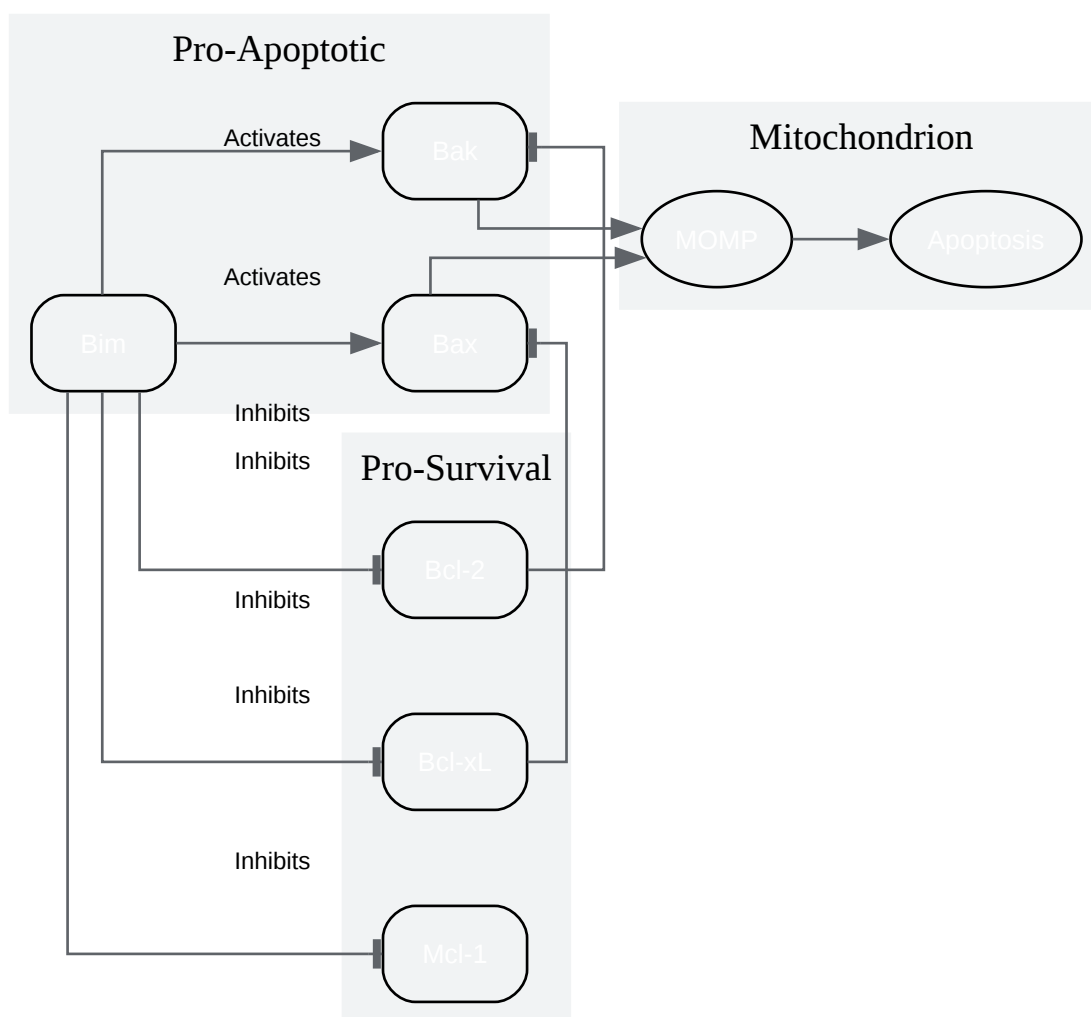 Pro-Apoptotic
Mitochondrion
Activates
Bak
MOMP
Apoptosis
Activates
Bim
Bax
Inhibits
Inhibits
Pro-Survival
Bcl-2
Inhibits
Inhibits
Bcl-xL
Inhibits
Mcl-1